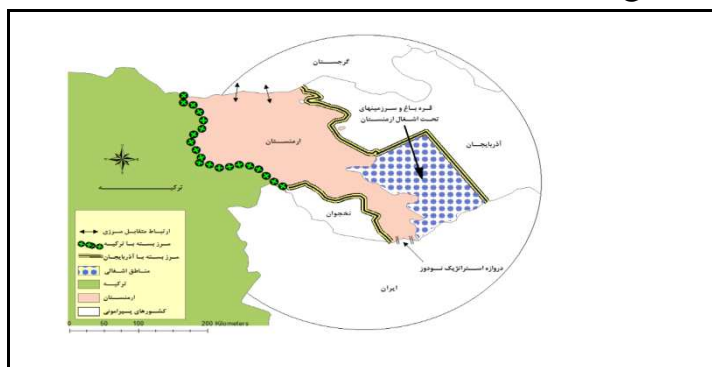 گرجستان
قره باغ و سرزمینهای
تحت اشغال ارمنستان
ارمنستان
آذربایجان
ترکیه
نخجوان
دروازه استراتژیک نوردوز
ایران
ارتباط متقابل مرزی
مرز بسته با ترکیه
مرز بسته با آذربایجان
مناطق اشغالی
ترکیه
ارمنستان
کشورهای پیرامونی
0 50 100 200 Kilometers